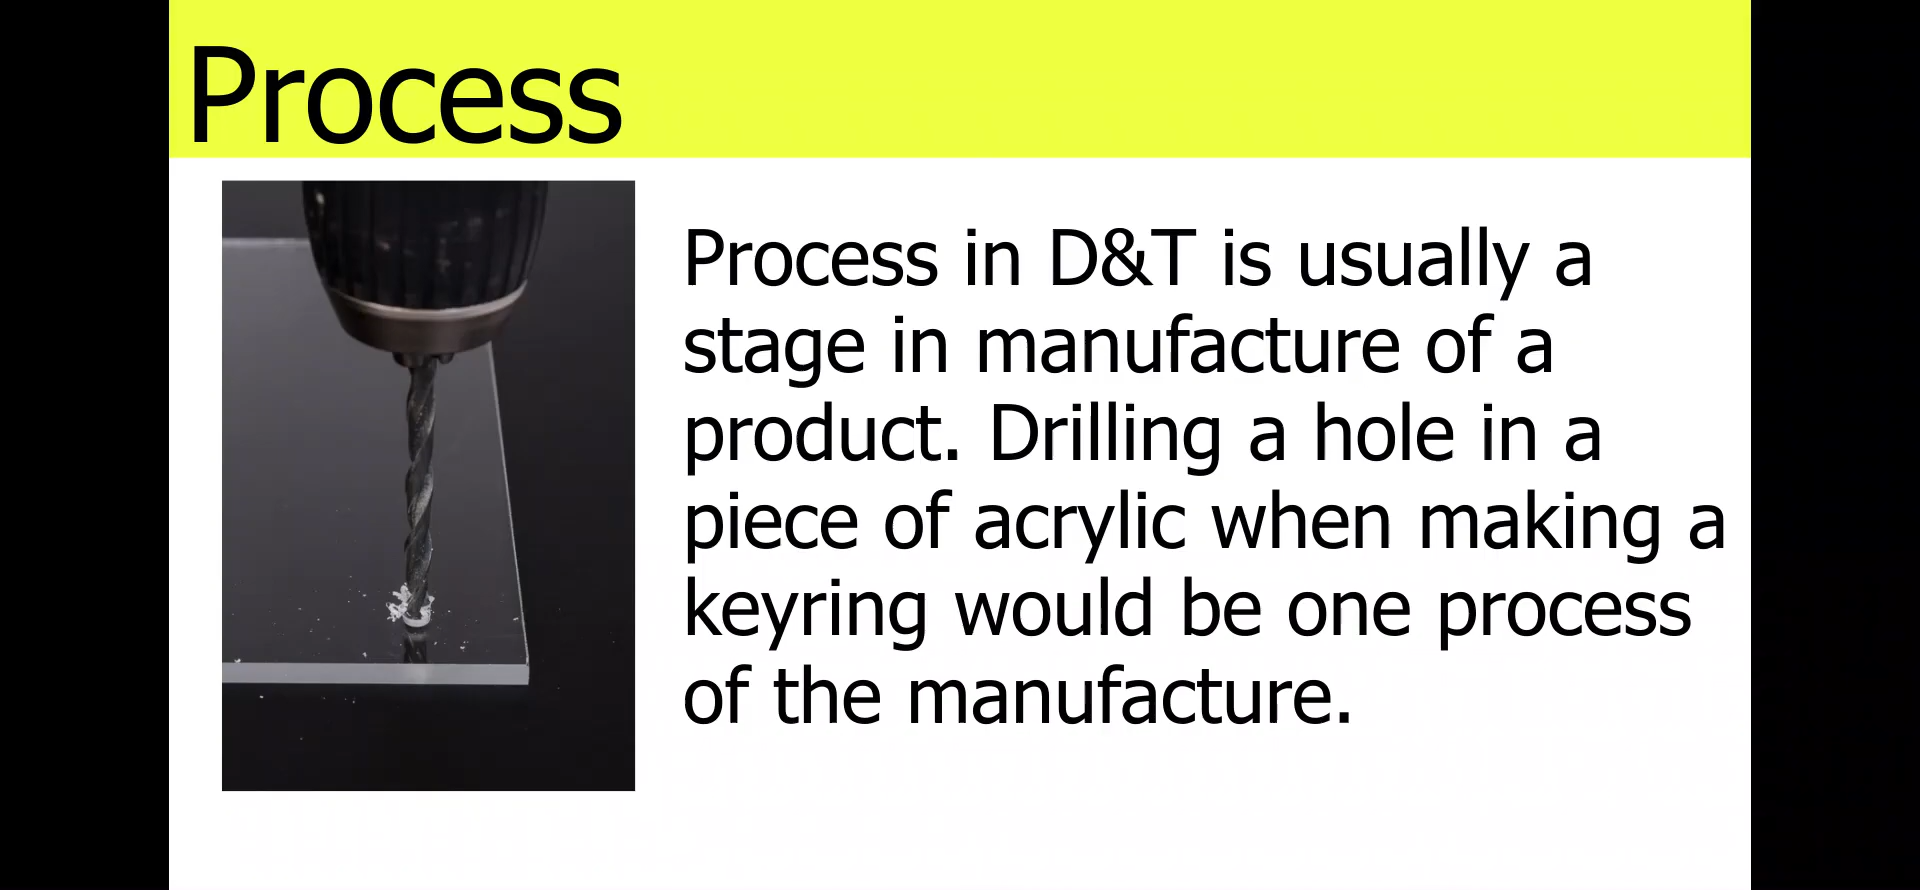 Process
Process in D&T is usually a
stage in manufacture of a
product. Drilling a hole in a
piece of acrylic when making a
keyring would be one process
of the manufacture.